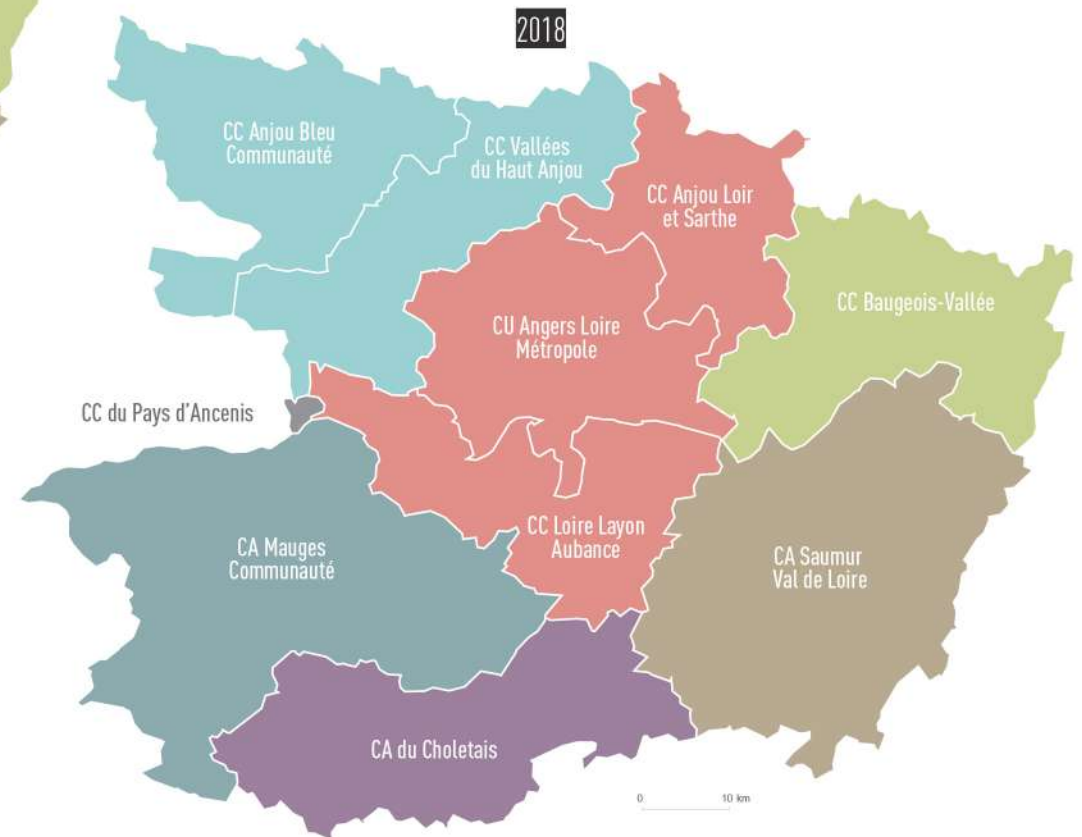 2018
CC Anjou Bleu
Communauté
CC Vallées
du Haut Anjou
CC Anjou Loir
et Sarthe
CC Baugeois-Vallée
CU Angers Loire
Métropole
CC du Pays d'Ancenis
CC Loire Layon
Aubance
CA Mauges
Communauté
CA Saumur
Val de Loire
CA du Choletais
0 10 km